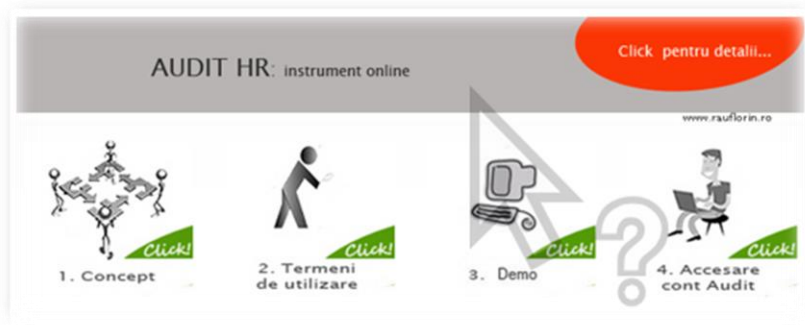 AUDIT HR: instrument online
Click pentru detalii...
www.rauflorin.ro
Click!
1. Concept
Click!
2. Termeni
de utilizare
Click!
3. Demo
Click!
4. Accesare
cont Audit
?